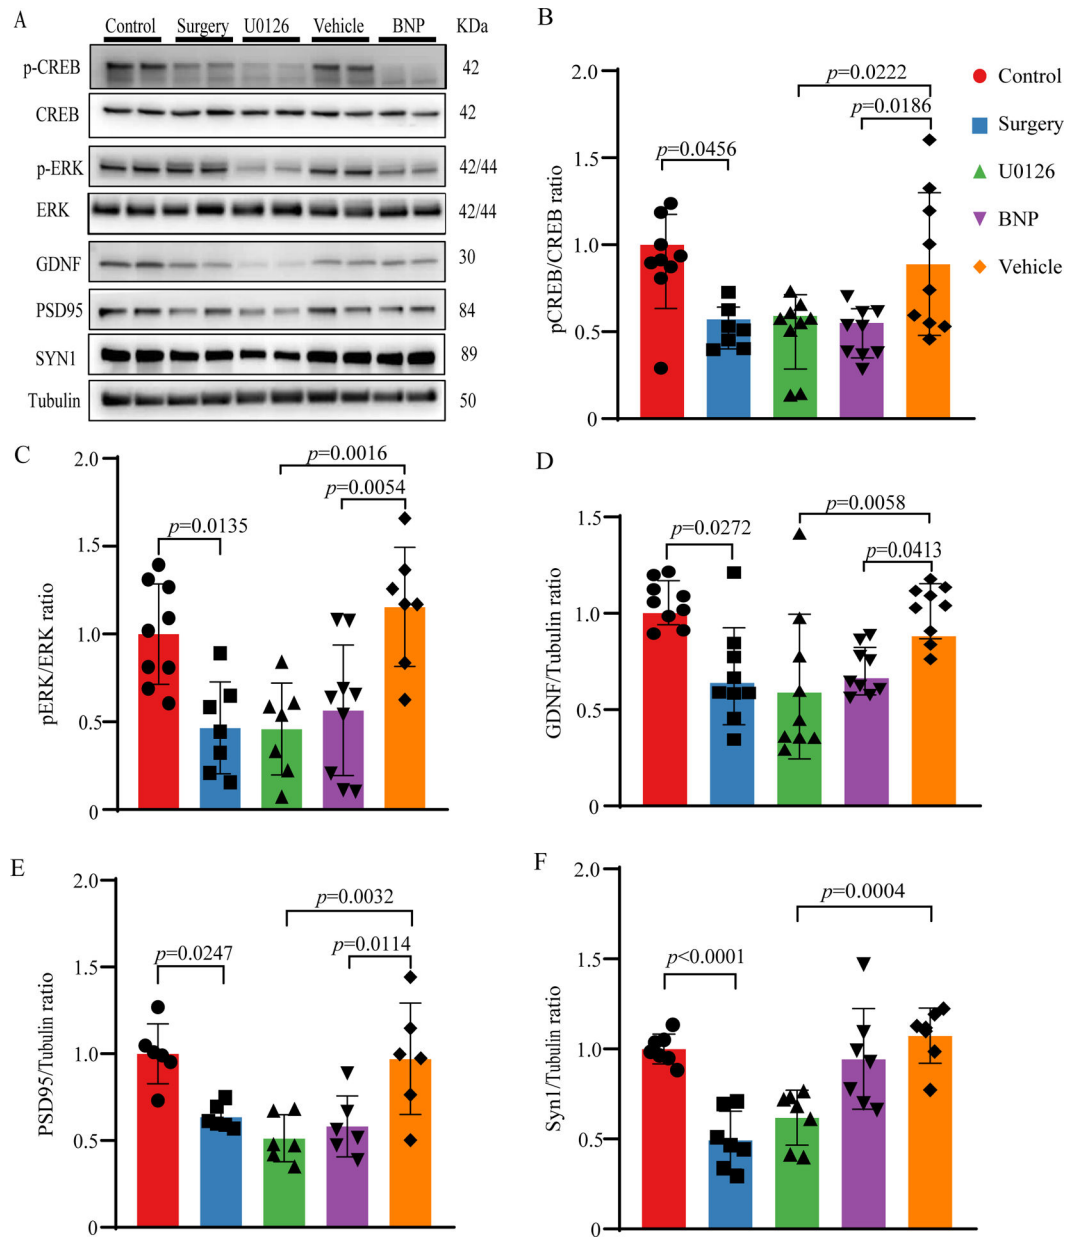 A
Control Surgery U0126 Vehicle BNP KDa
p-CREB 42
CREB 42
p-ERK 42/44
ERK 42/44
GDNF 30
PSD95 84
SYN1 89
Tubulin 50
B
pCREB/CREB ratio
2.0
1.5
1.0
0.5
0
p=0.0456
p=0.0222
p=0.0186
Control
Surgery
U0126
BNP
Vehicle
C
pERK/ERK ratio
2.0
1.5
1.0
0.5
0
p=0.0135
p=0.0016
p=0.0054
D
GDNF/Tubulin ratio
1.5
1.0
0.5
0
p=0.0272
p=0.0058
p=0.0413
E
PSD95/Tubulin ratio
2.0
1.5
1.0
0.5
0
p=0.0247
p=0.0032
p=0.0114
F
Syn1/Tubulin ratio
2.0
1.5
1.0
0.5
0
p<0.0001
p=0.0004